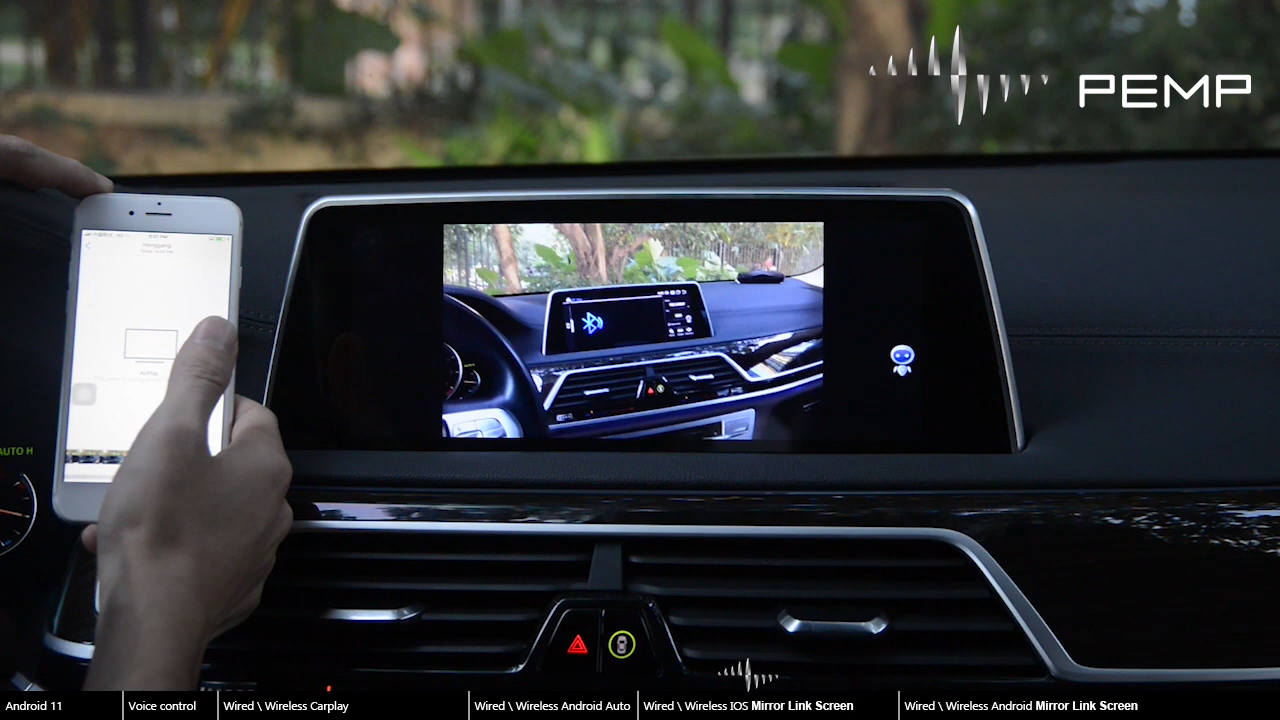 PEMP
Henggang
AirPlay
AUTO H
Android 11
Voice control
Wired \ Wireless Carplay
Wired \ Wireless Android Auto
Wired \ Wireless IOS Mirror Link Screen
Wired \ Wireless Android Mirror Link Screen